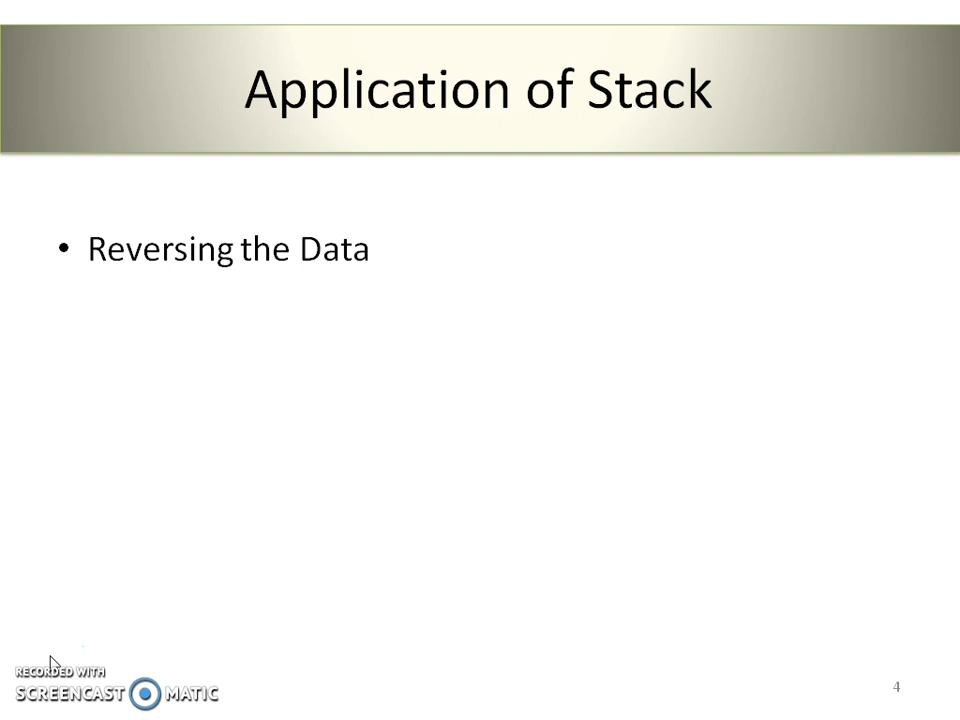 Application of Stack
• Reversing the Data
RECORDED WITH
SCREENCAST MATIC
4